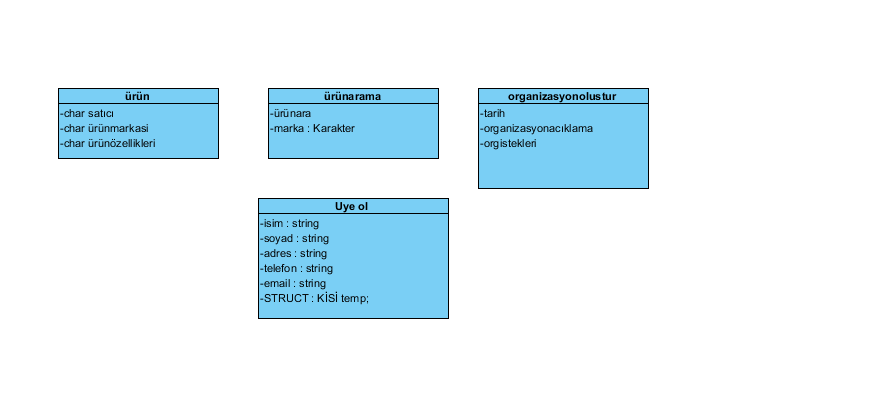 ürün
-char satıcı
-char ürünmarkasi
-char ürünözellikleri
ürünarama
-ürünara
-marka : Karakter
organizasyonolustur
-tarih
-organizasyonacıklama
-orgistekleri
Uye ol
-isim : string
-soyad : string
-adres : string
-telefon : string
-email : string
-STRUCT : KİSİ temp;